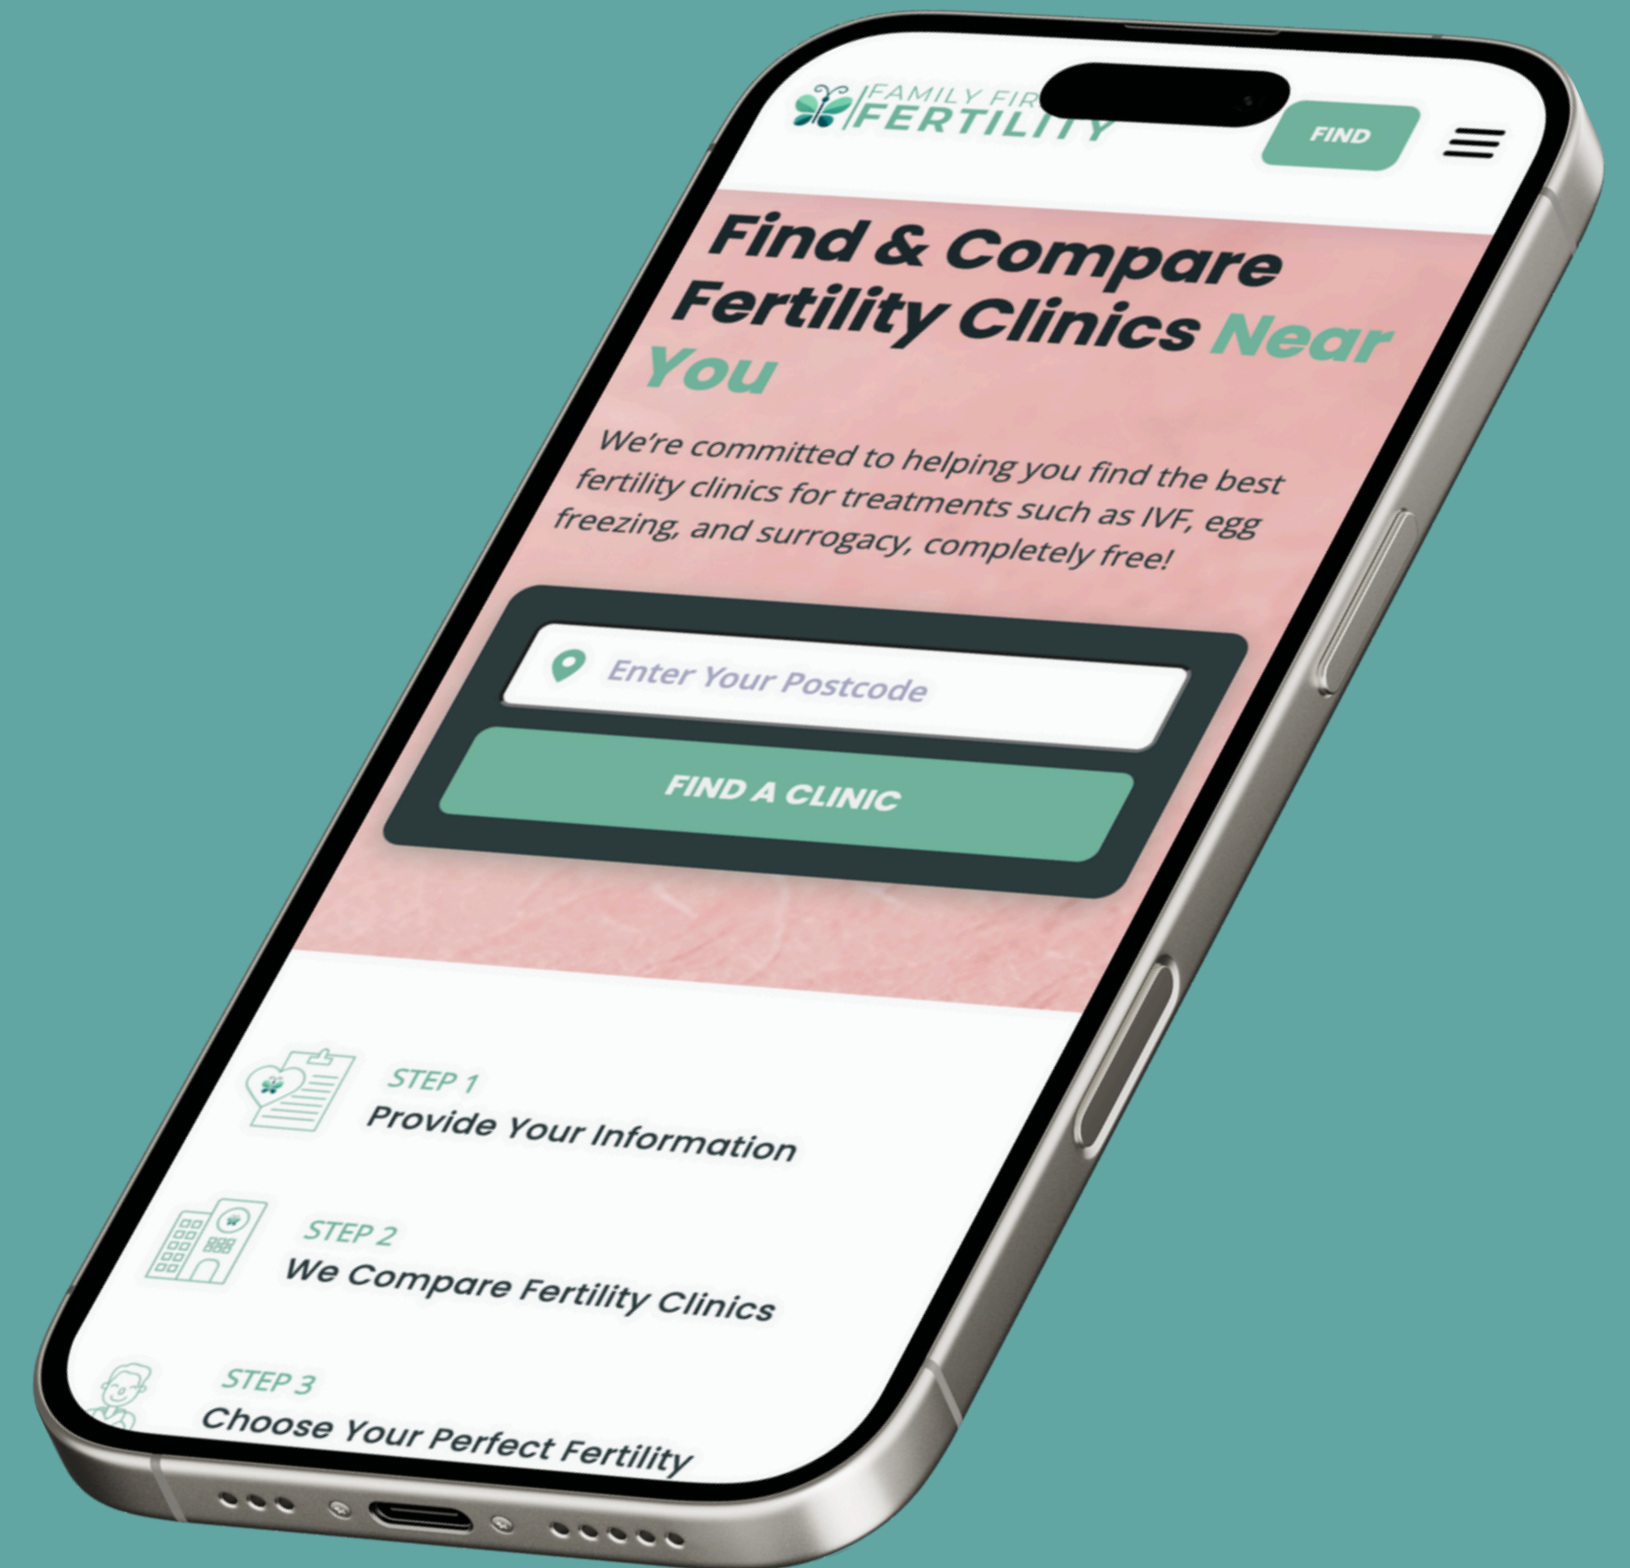 FAMILY FIR
FERTILITY
FIND
Find & Compare
Fertility Clinics Near
You
We're committed to helping you find the best
fertility clinics for treatments such as IVF, egg
freezing, and surrogacy, completely free!
Enter Your Postcode
FIND A CLINIC
STEP 1
Provide Your Information
STEP 2
We Compare Fertility Clinics
STEP 3
Choose Your Perfect Fertility